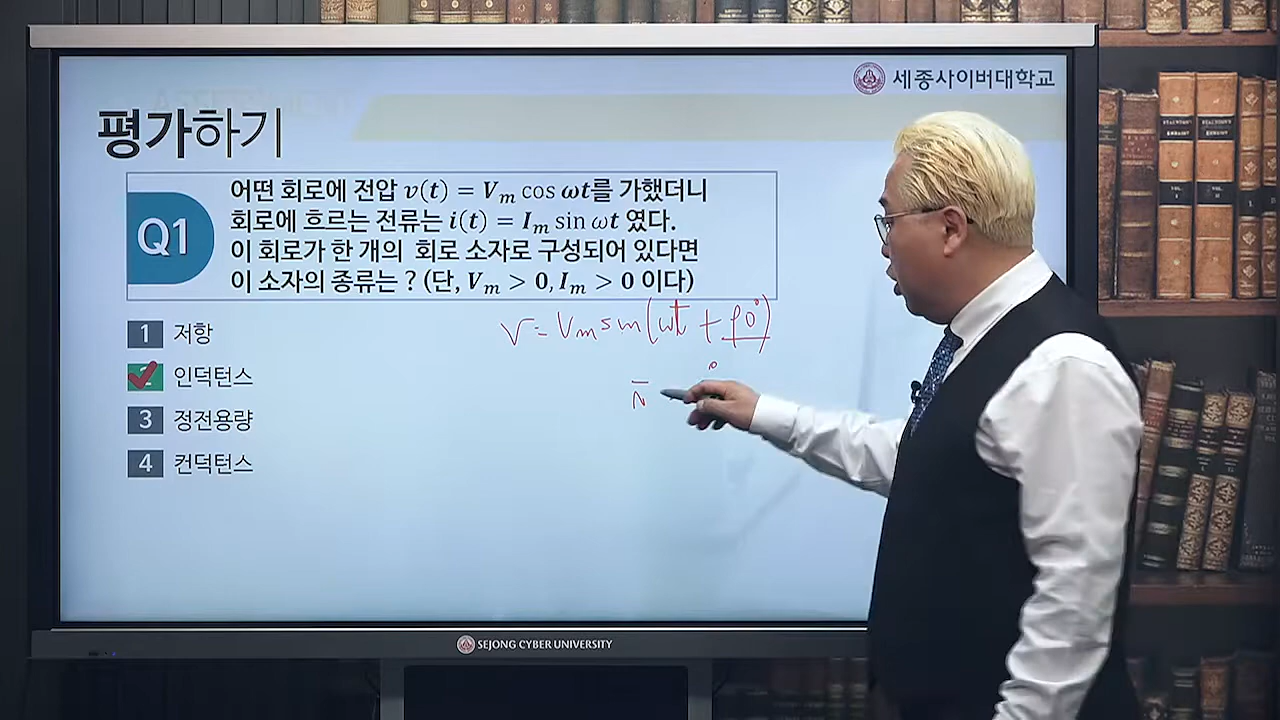 세종사이버대학교
평가하기
Q1
어떤 회로에 전압 v(t) = Vₘ cos ωt를 가했더니
회로에 흐르는 전류는 i(t) = Iₘ sin ωt 였다.
이 회로가 한 개의 회로 소자로 구성되어 있다면
이 소자의 종류는 ? (단, Vₘ > 0, Iₘ > 0 이다)
V = Vm sin(ωt + 90°)
1 저항
인덕턴스
3 정전용량
4 컨덕턴스
SEJONG CYBER UNIVERSITY